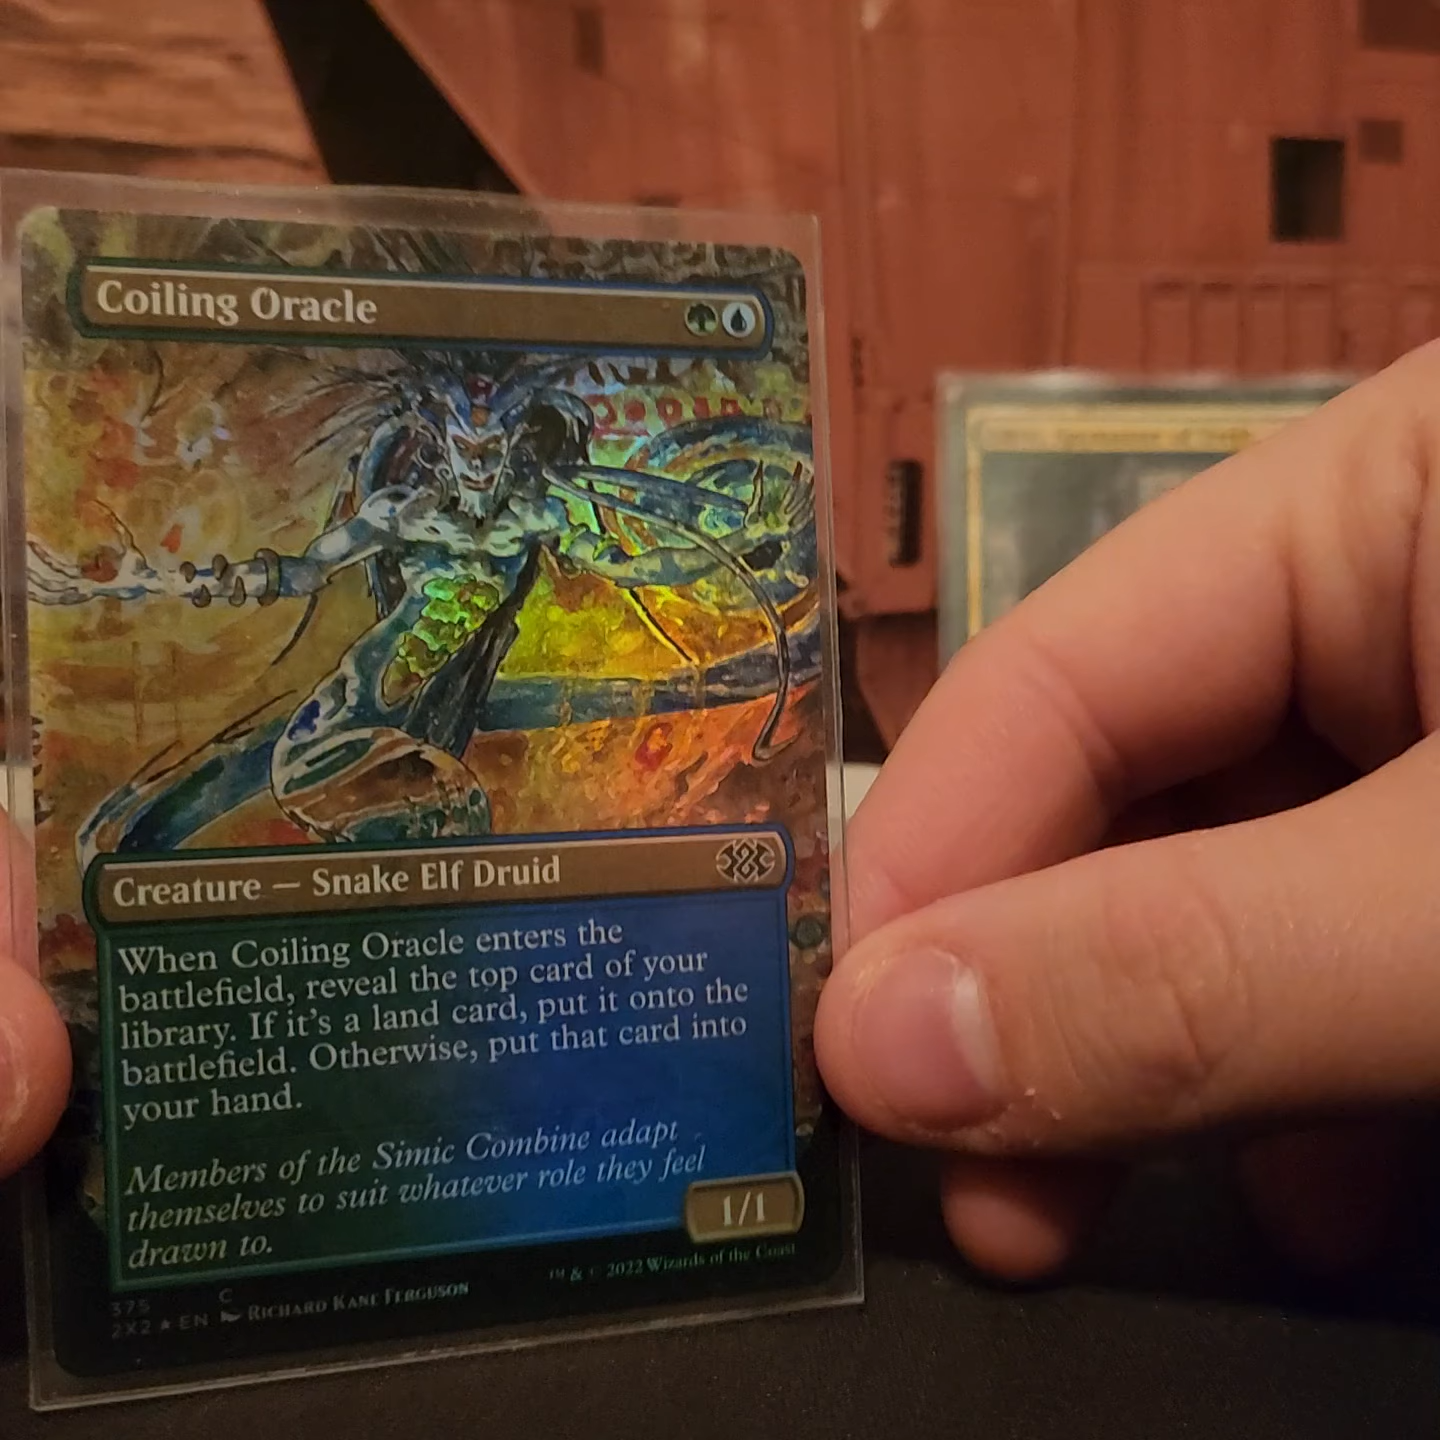 Coiling Oracle
Creature — Snake Elf Druid
When Coiling Oracle enters the
battlefield, reveal the top card of your
library. If it's a land card, put it onto the
battlefield. Otherwise, put that card into
your hand.
Members of the Simic Combine adapt
themselves to suit whatever role they feel
drawn to.
1/1
375 C
2X2 ★ EN RICHARD KANE FERGUSON
™ & © 2022 Wizards of the Coast